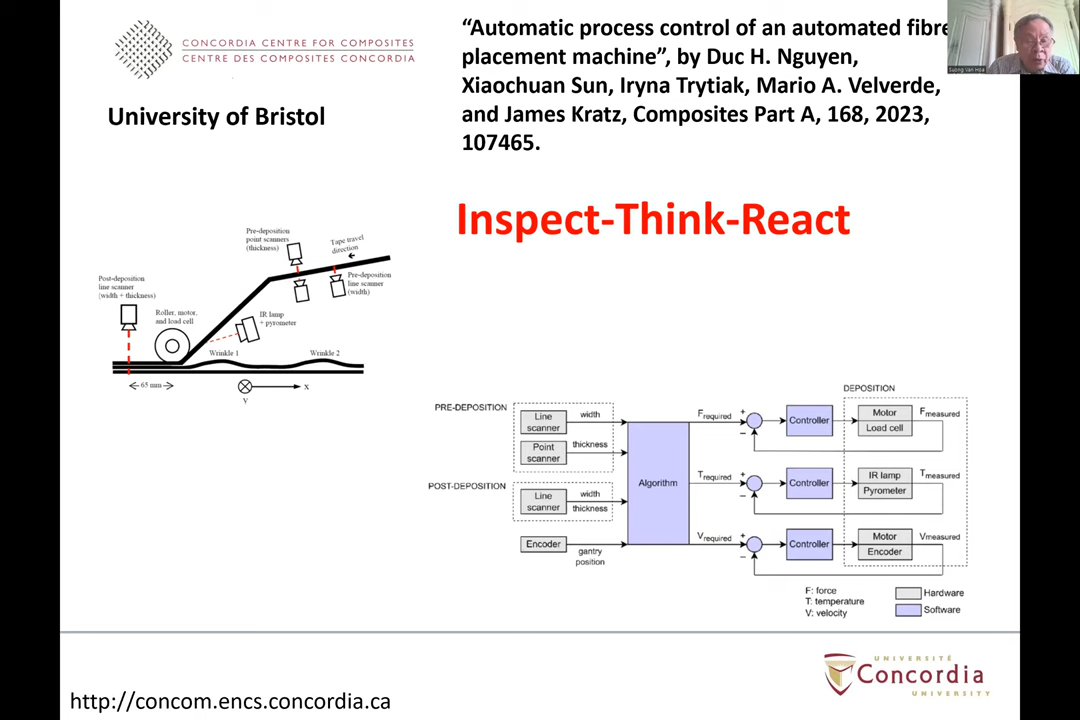 CONCORDIA CENTRE FOR COMPOSITES
CENTRE DES COMPOSITES CONCORDIA
University of Bristol
“Automatic process control of an automated fibre
placement machine”, by Duc H. Nguyen,
Xiaochuan Sun, Iryna Trytiak, Mario A. Velverde,
and James Kratz, Composites Part A, 168, 2023,
107465.
Suong Van Hoa
Inspect-Think-React
Pre-deposition
point scanners
(thickness)
Tape travel
direction
Pre-deposition
line scanner
(width)
Post-deposition
line scanner
(width + thickness)
Roller, motor,
and load cell
IR lamp
+ pyrometer
Wrinkle 1
Wrinkle 2
65 mm
V
X
DEPOSITION
PRE-DEPOSITION
Line
scanner
width
Point
scanner
thickness
POST-DEPOSITION
Line
scanner
width
thickness
Encoder
gantry
position
Algorithm
Frequired
+
−
Controller
Motor
Load cell
Fmeasured
Trequired
+
−
Controller
IR lamp
Pyrometer
Tmeasured
Vrequired
+
−
Controller
Motor
Encoder
Vmeasured
F: force
T: temperature
V: velocity
Hardware
Software
UNIVERSITÉ
Concordia
UNIVERSITY
http://concom.encs.concordia.ca